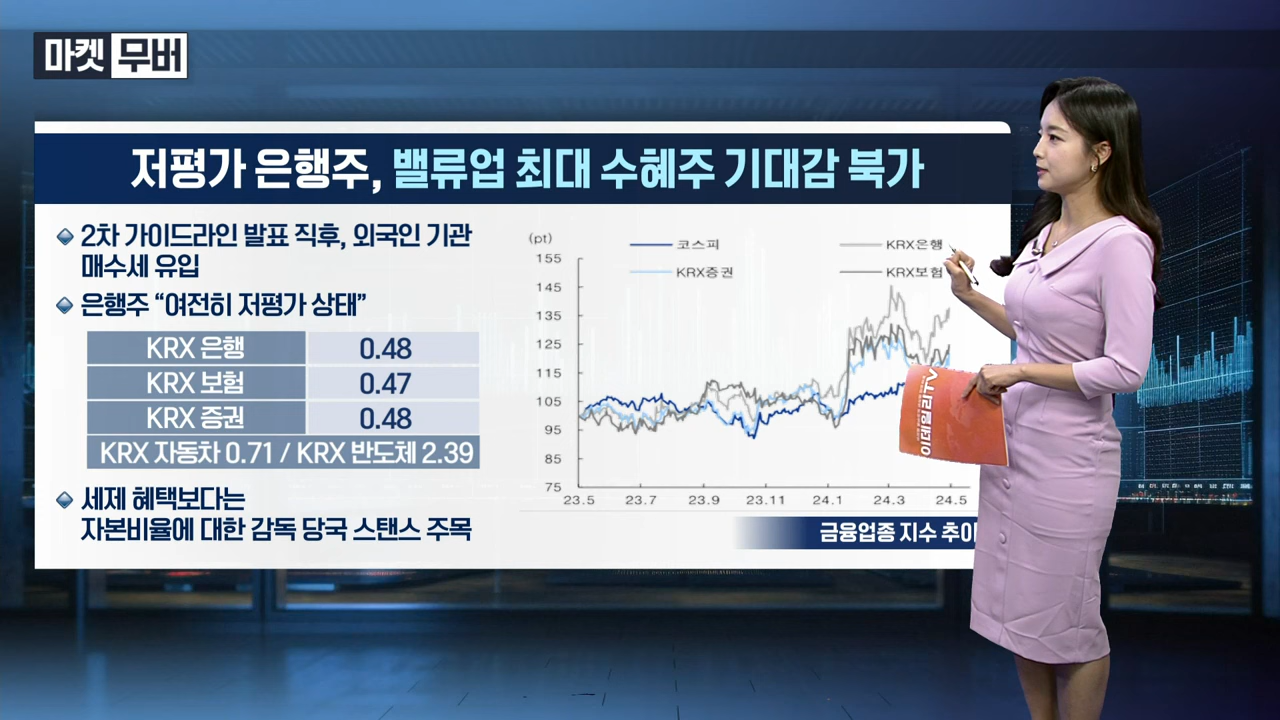 마켓 무버
저평가 은행주, 밸류업 최대 수혜주 기대감 북가
2차 가이드라인 발표 직후, 외국인 기관
매수세 유입
은행주 “여전히 저평가 상태”
KRX 은행 0.48
KRX 보험 0.47
KRX 증권 0.48
KRX 자동차 0.71 / KRX 반도체 2.39
세제 혜택보다는
자본비율에 대한 감독 당국 스탠스 주목
(pt)
코스피 KRX은행
KRX증권 KRX보험
155
145
135
125
115
105
95
85
75
23.5 23.7 23.9 23.11 24.1 24.3 24.5
금융업종 지수 추이
이데일리TV